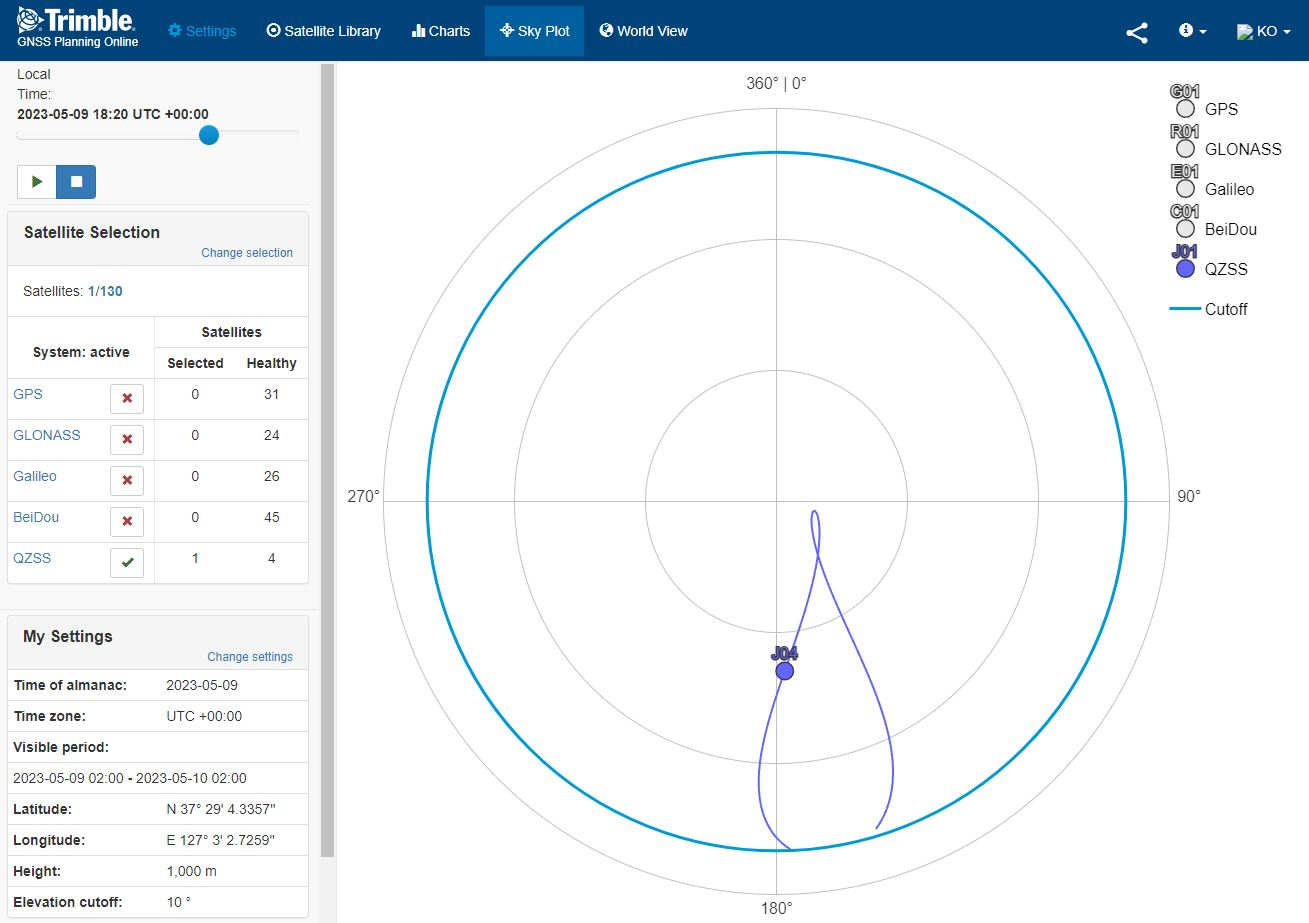 Trimble.
GNSS Planning Online
Settings
Satellite Library
Charts
Sky Plot
World View
KO
Local
Time:
2023-05-09 18:20 UTC +00:00
Satellite Selection
Change selection
Satellites: 1/130
System: active
Satellites
Selected Healthy
GPS 0 31
GLONASS 0 24
Galileo 0 26
BeiDou 0 45
QZSS 1 4
My Settings
Change settings
Time of almanac: 2023-05-09
Time zone: UTC +00:00
Visible period:
2023-05-09 02:00 - 2023-05-10 02:00
Latitude: N 37° 29' 4.3357"
Longitude: E 127° 3' 2.7259"
Height: 1,000 m
Elevation cutoff: 10 °
360° | 0°
270°
90°
J04
180°
G01
GPS
R01
GLONASS
E01
Galileo
C01
BeiDou
J01
QZSS
Cutoff